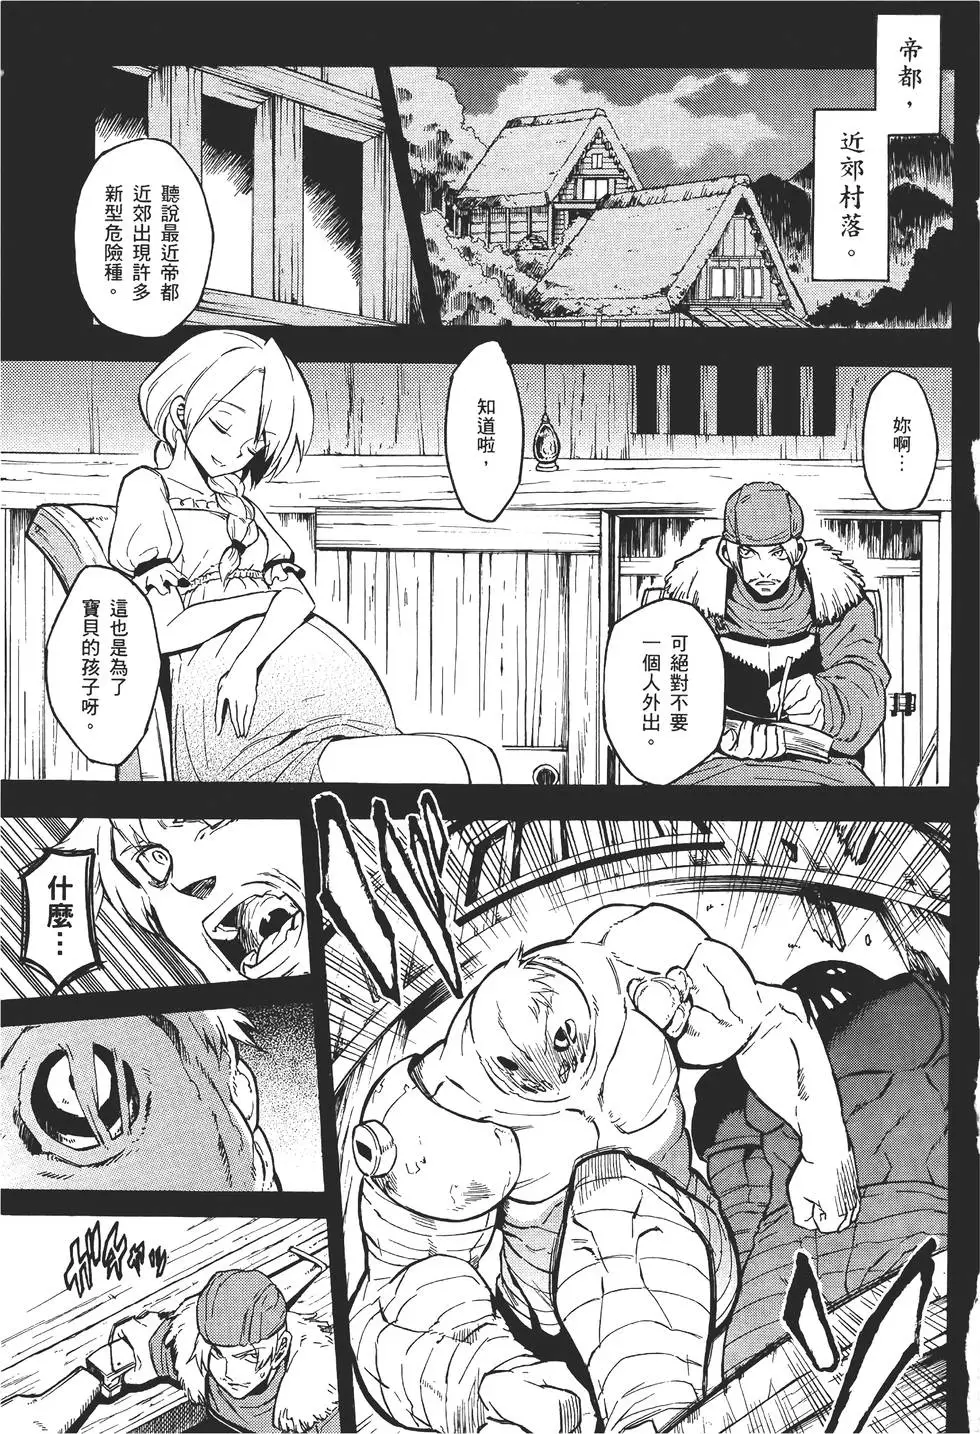 帝都，
近郊村落。
聽說最近帝都
近郊出現許多
新型危險種。
妳啊…
可絕對不要
一個人外出。
知道啦，
這也是為了
寶貝的孩子呀。
什麼…